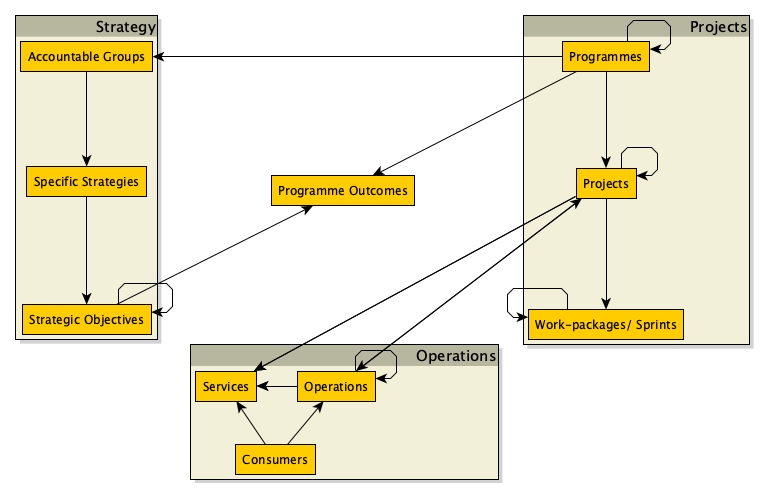 Strategy
Accountable Groups
Specific Strategies
Strategic Objectives
Programme Outcomes
Projects
Programmes
Projects
Work-packages/ Sprints
Operations
Services
Operations
Consumers